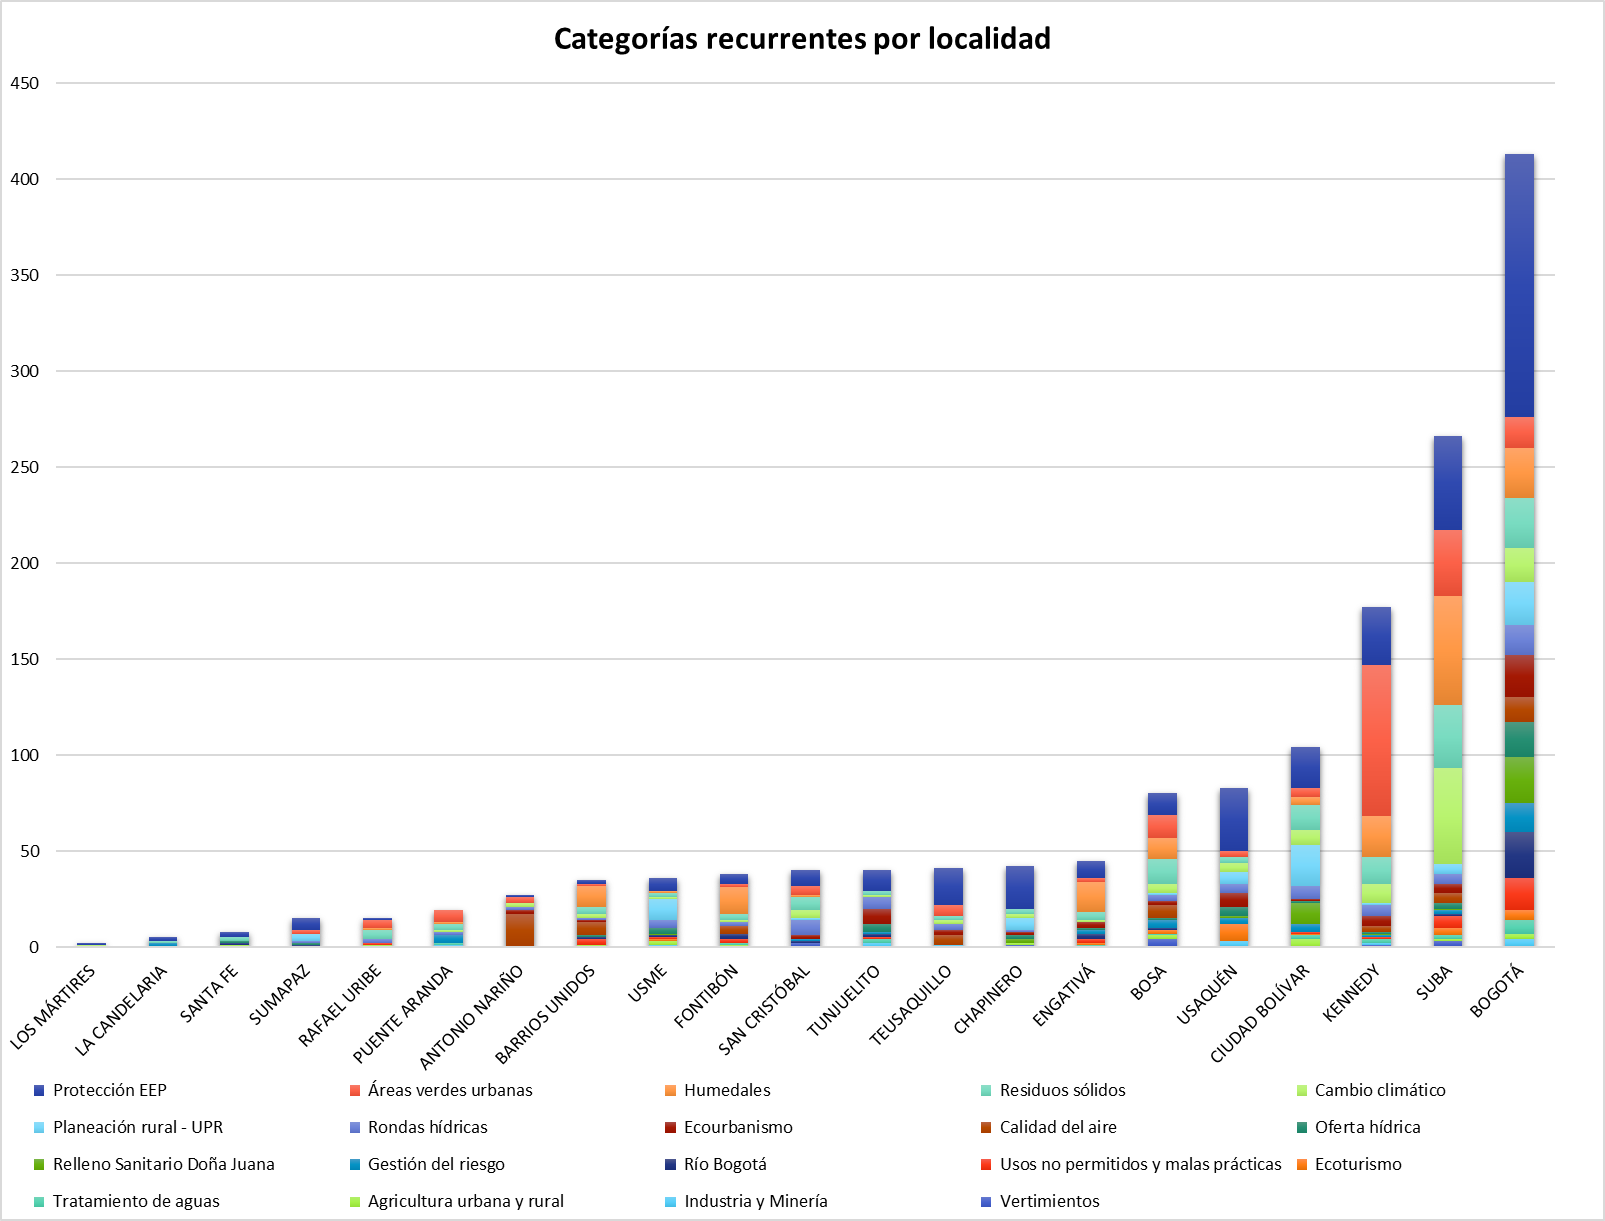 Categorías recurrentes por localidad
450
400
350
300
250
200
150
100
50
0
LOS MÁRTIRES
LA CANDELARIA
SANTA FE
SUMAPAZ
RAFAEL URIBE
PUENTE ARANDA
ANTONIO NARIÑO
BARRIOS UNIDOS
USME
FONTIBÓN
SAN CRISTÓBAL
TUNJUELITO
TEUSAQUILLO
CHAPINERO
ENGATIVÁ
BOSA
USAQUÉN
CIUDAD BOLÍVAR
KENNEDY
SUBA
BOGOTÁ
Protección EEP
Áreas verdes urbanas
Humedales
Residuos sólidos
Cambio climático
Planeación rural - UPR
Rondas hídricas
Ecourbanismo
Calidad del aire
Oferta hídrica
Relleno Sanitario Doña Juana
Gestión del riesgo
Río Bogotá
Usos no permitidos y malas prácticas
Ecoturismo
Tratamiento de aguas
Agricultura urbana y rural
Industria y Minería
Vertimientos